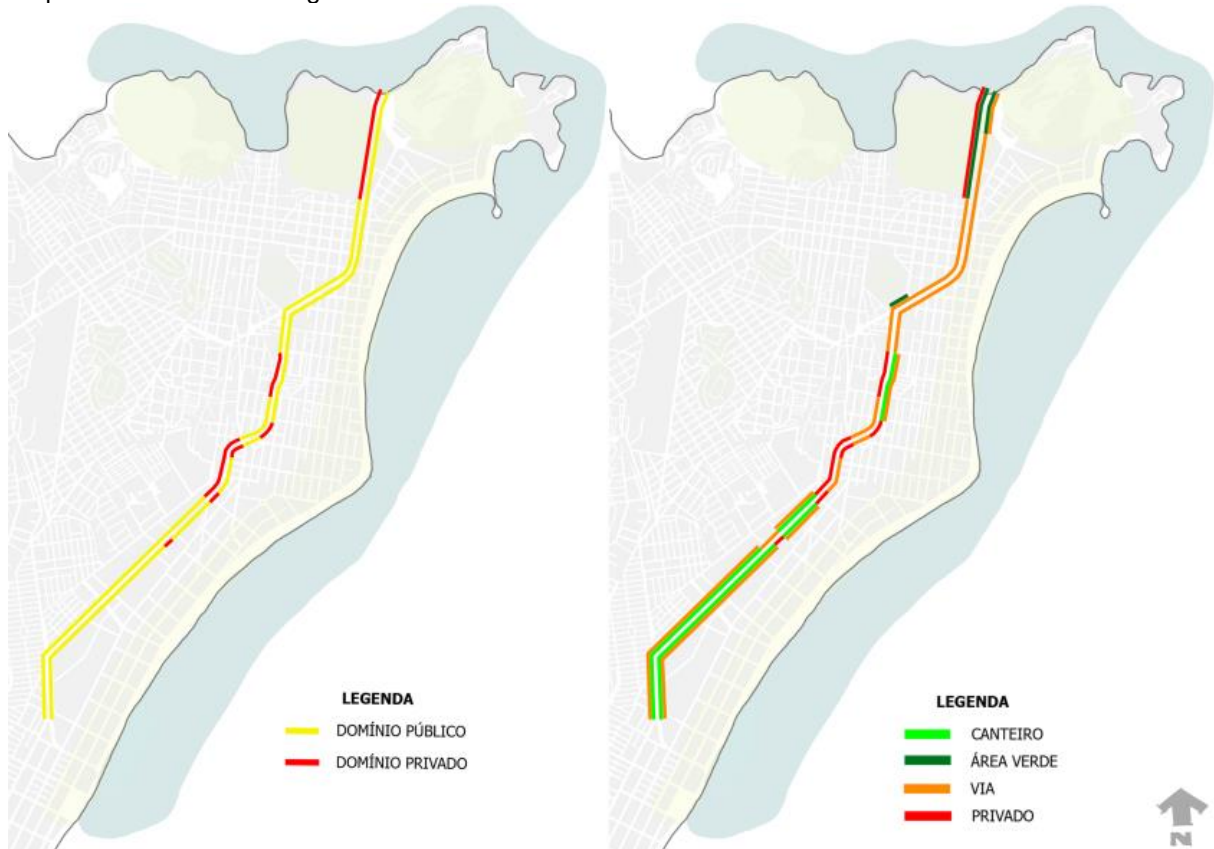 LEGENDA
DOMÍNIO PÚBLICO
DOMÍNIO PRIVADO
LEGENDA
CANTEIRO
ÁREA VERDE
VIA
PRIVADO
N